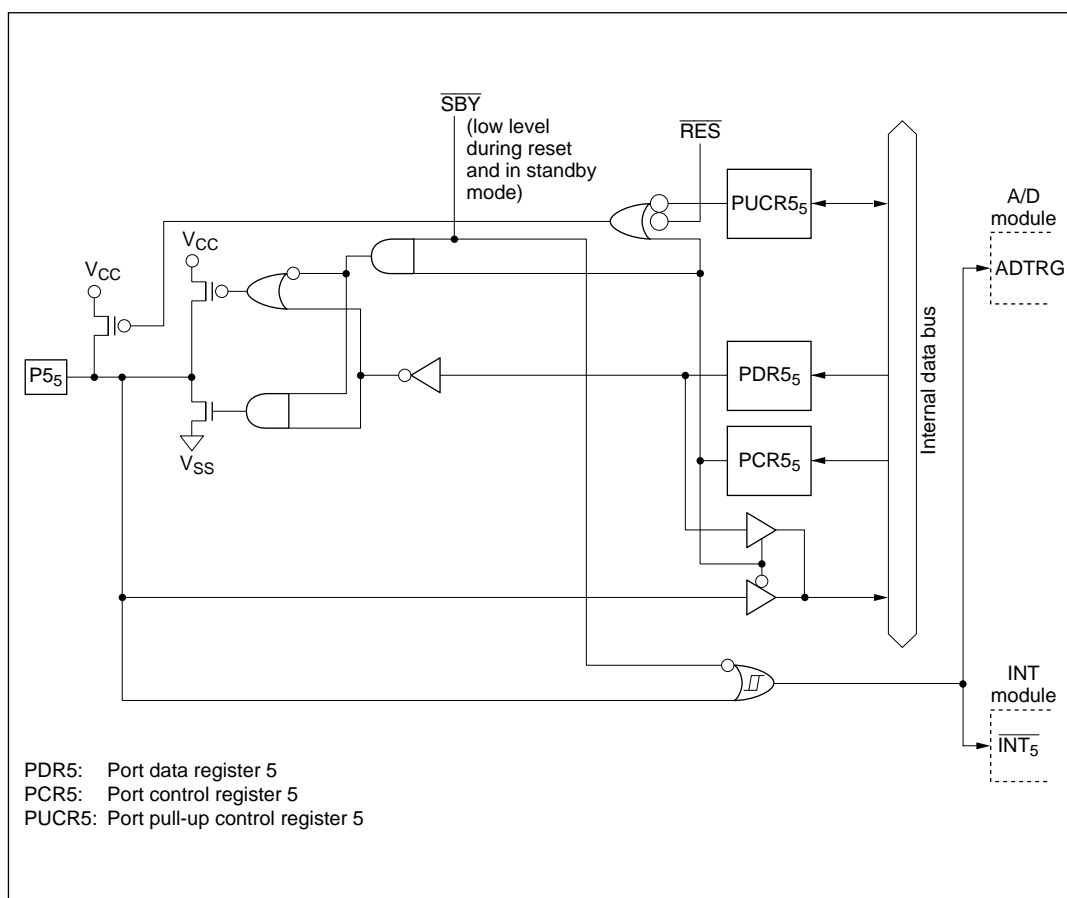 SBY
(low level
during reset
and in standby
mode)
RES
PUCR5₅
A/D
module
ADTRG
VCC
VCC
P5₅
PDR5₅
Internal data bus
PCR5₅
VSS
INT
module
INT₅
PDR5: Port data register 5
PCR5: Port control register 5
PUCR5: Port pull-up control register 5